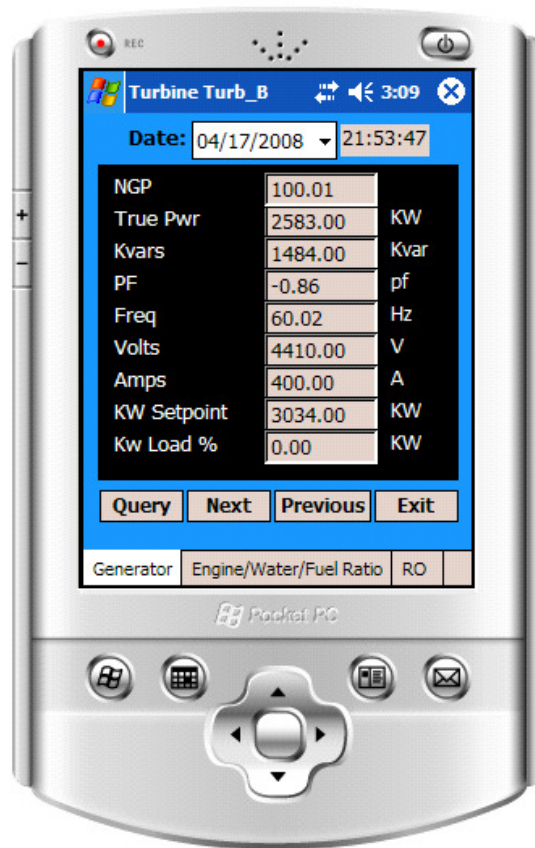 REC
Turbine Turb_B 3:09
Date: 04/17/2008 21:53:47
NGP 100.01
True Pwr 2583.00 KW
Kvars 1484.00 Kvar
PF -0.86 pf
Freq 60.02 Hz
Volts 4410.00 V
Amps 400.00 A
KW Setpoint 3034.00 KW
Kw Load % 0.00 KW
Query Next Previous Exit
Generator Engine/Water/Fuel Ratio RO
Pocket PC
+
-